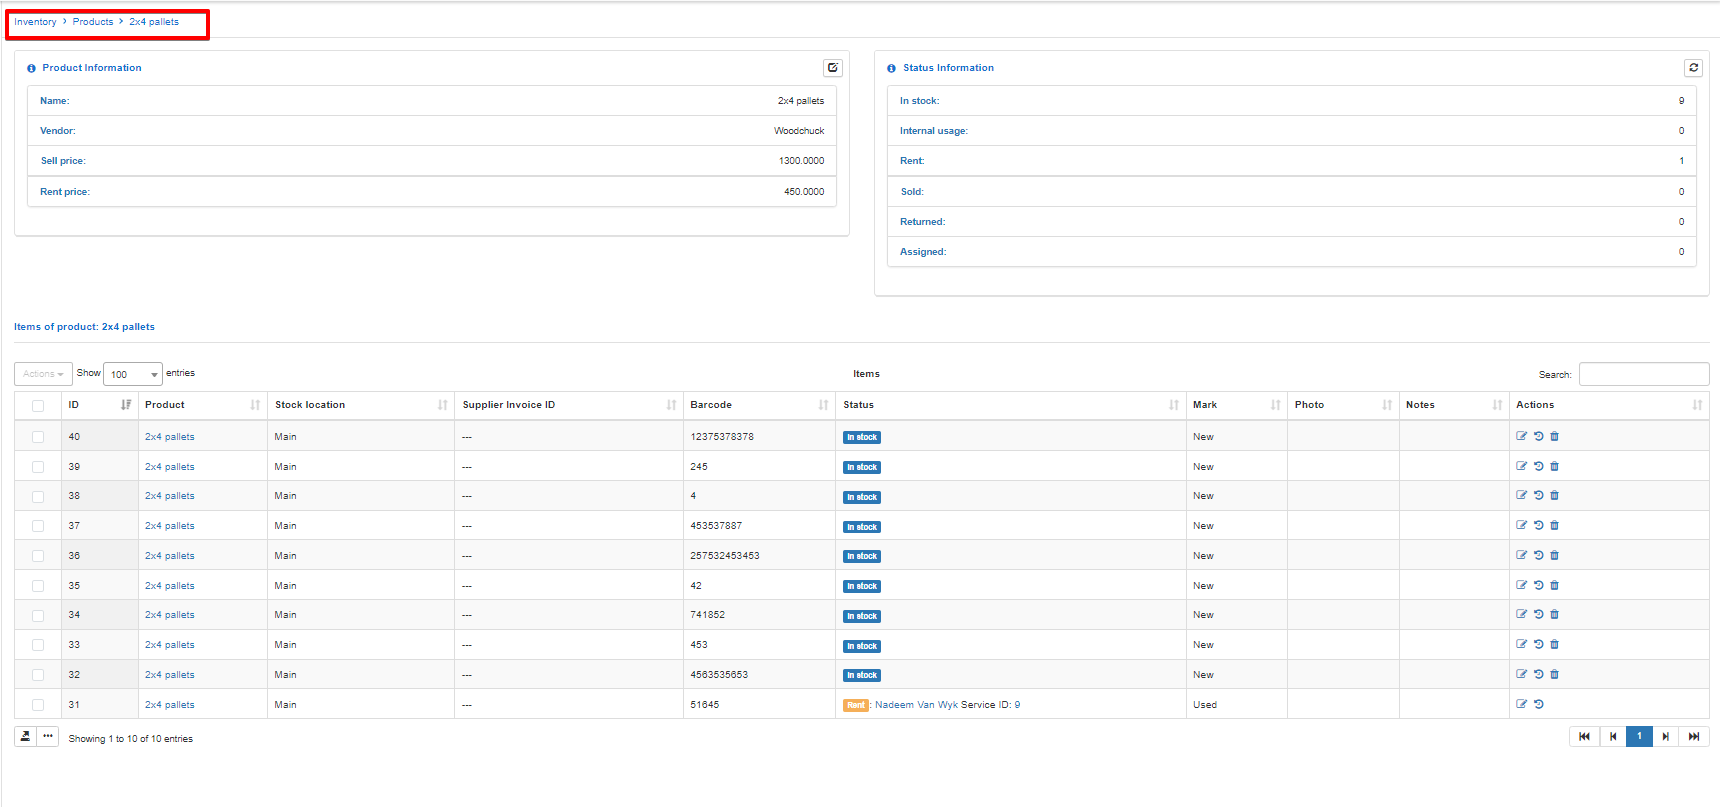 Inventory > Products > 2x4 pallets
Product Information
Name: 2x4 pallets
Vendor: Woodchuck
Sell price: 1300.0000
Rent price: 450.0000
Status Information
In stock: 9
Internal usage: 0
Rent: 1
Sold: 0
Returned: 0
Assigned: 0
Items of product: 2x4 pallets
Actions Show 100 entries Items Search:
ID Product Stock location Supplier Invoice ID Barcode Status Mark Photo Notes Actions
40 2x4 pallets Main --- 12375378378 In stock New
39 2x4 pallets Main --- 245 In stock New
38 2x4 pallets Main --- 4 In stock New
37 2x4 pallets Main --- 453537887 In stock New
36 2x4 pallets Main --- 257532453453 In stock New
35 2x4 pallets Main --- 42 In stock New
34 2x4 pallets Main --- 741852 In stock New
33 2x4 pallets Main --- 453 In stock New
32 2x4 pallets Main --- 4563535653 In stock New
31 2x4 pallets Main --- 51645 Rent: Nadeem Van Wyk Service ID: 9 Used
Showing 1 to 10 of 10 entries 1